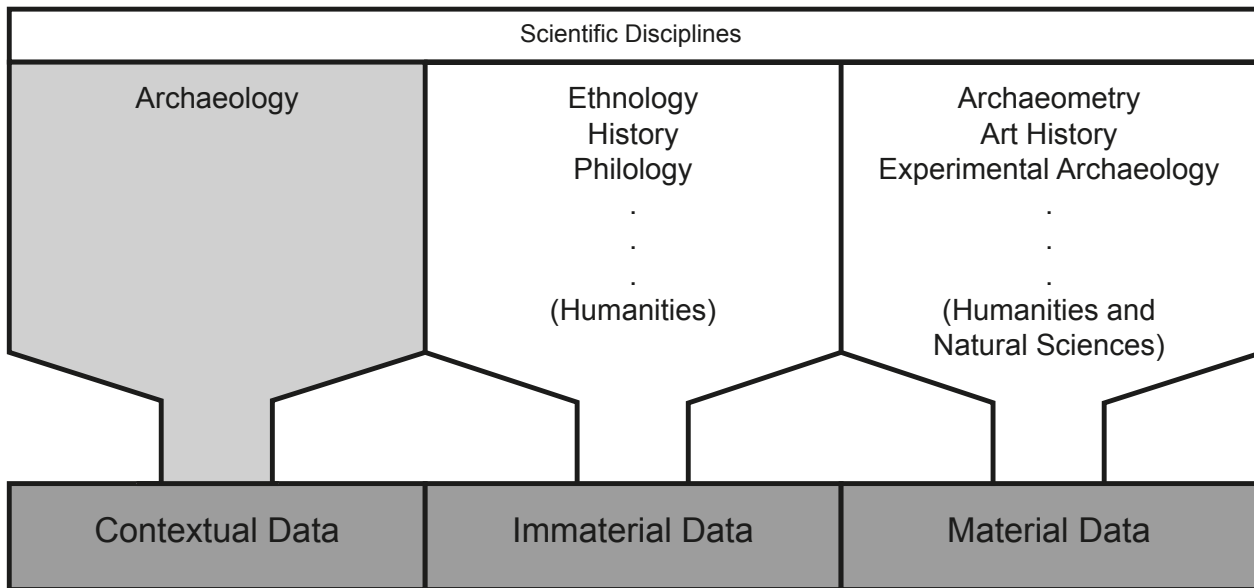 Scientific Disciplines
Archaeology
Ethnology
History
Philology
.
.
.
(Humanities)
Archaeometry
Art History
Experimental Archaeology
.
.
.
(Humanities and
Natural Sciences)
Contextual Data
Immaterial Data
Material Data